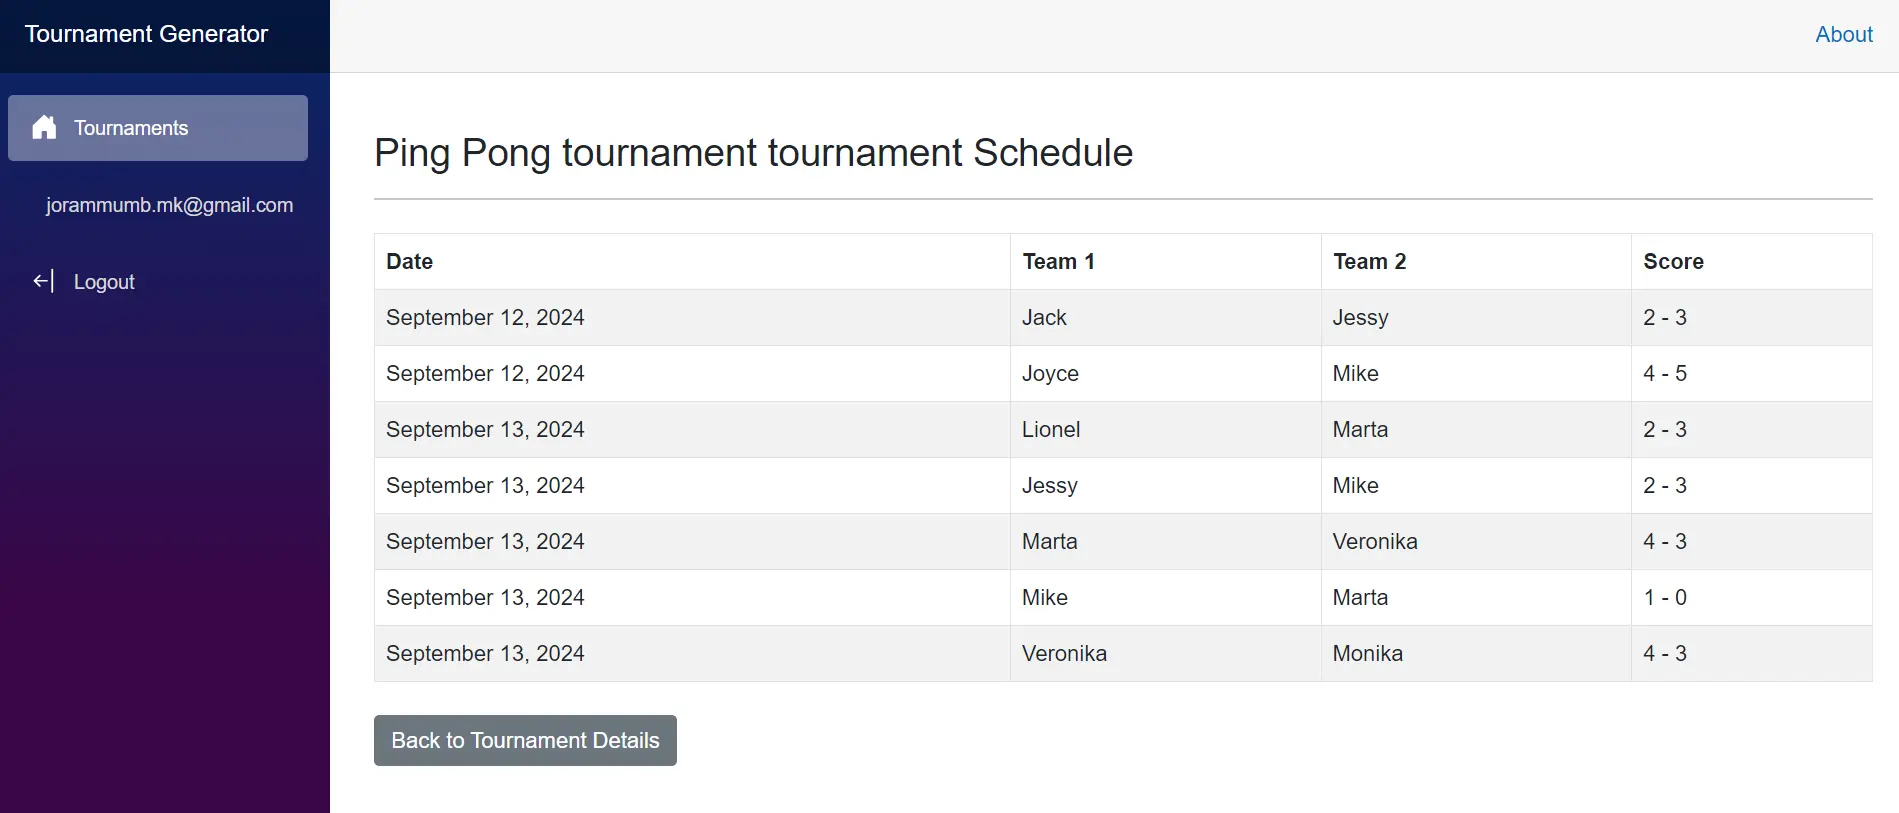 Tournament Generator
About
Tournaments
jorammumb.mk@gmail.com
Logout
Ping Pong tournament tournament Schedule
Date Team 1 Team 2 Score
September 12, 2024 Jack Jessy 2 - 3
September 12, 2024 Joyce Mike 4 - 5
September 13, 2024 Lionel Marta 2 - 3
September 13, 2024 Jessy Mike 2 - 3
September 13, 2024 Marta Veronika 4 - 3
September 13, 2024 Mike Marta 1 - 0
September 13, 2024 Veronika Monika 4 - 3
Back to Tournament Details